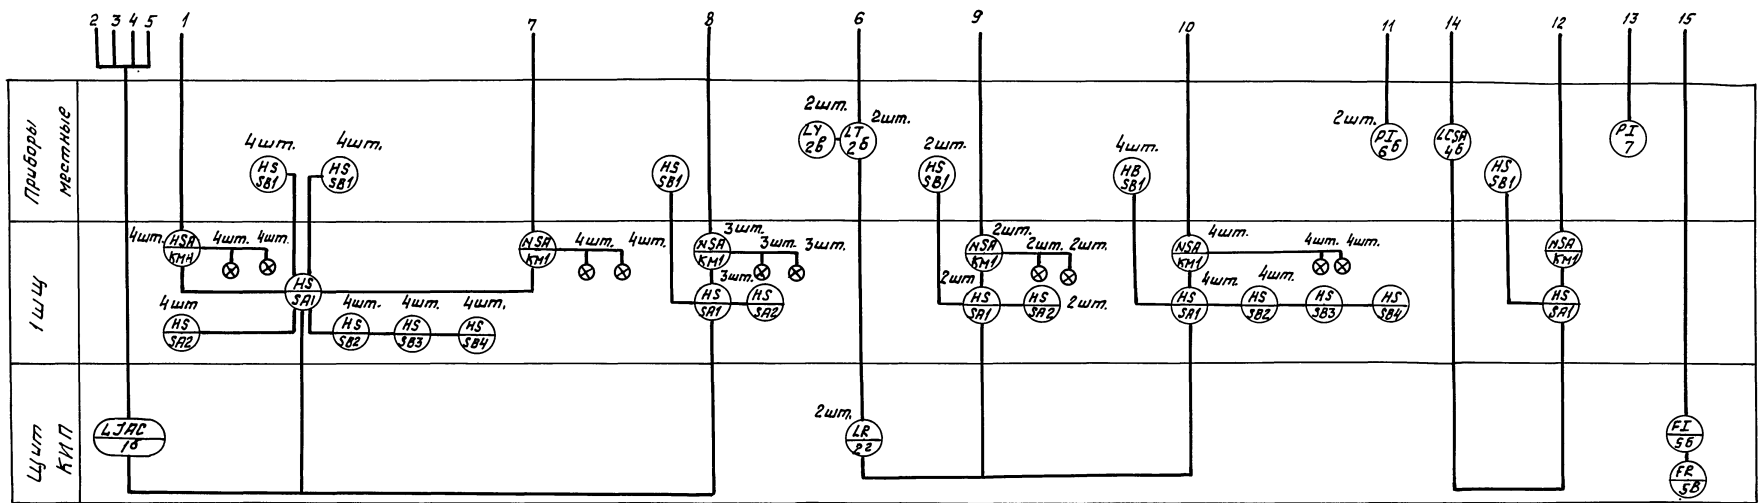 2 3 4 5 1 7 8 6 9 10 11 14 12 13 15
Приборы
местные
4шт.
HS
SB1
4шт.
HS
SB1
HS
SB1
2шт.
LY
2в
LT
2б
2шт.
2шт.
HS
SB1
4шт.
HB
SB1
2шт.
PI
6б
LCSA
4б
HS
SB1
PI
7
1ШЩ
4шт.
HSA
KM1
4шт. 4шт.
NSA
KM1
4шт. 4шт.
3шт.
NSA
KM1
3шт. 3шт.
2шт.
NSA
KM1
2шт. 2шт.
NSA
KM1
4шт.
4шт. 4шт.
NSA
KM1
HS
SA1
4шт
HS
SA2
4шт.
HS
SB2
4шт.
HS
SB3
4шт.
HS
SB4
HS
SA1
3шт.
HS
SA2
2шт
HS
SA1
HS
SA2
2шт.
HS
SA1
4шт.
4шт.
HS
SB2
HS
SB3
HS
SB4
HS
SA1
Щит
КИП
LJAC
1б
2шт.
LR
2г
FI
5б
FR
5в